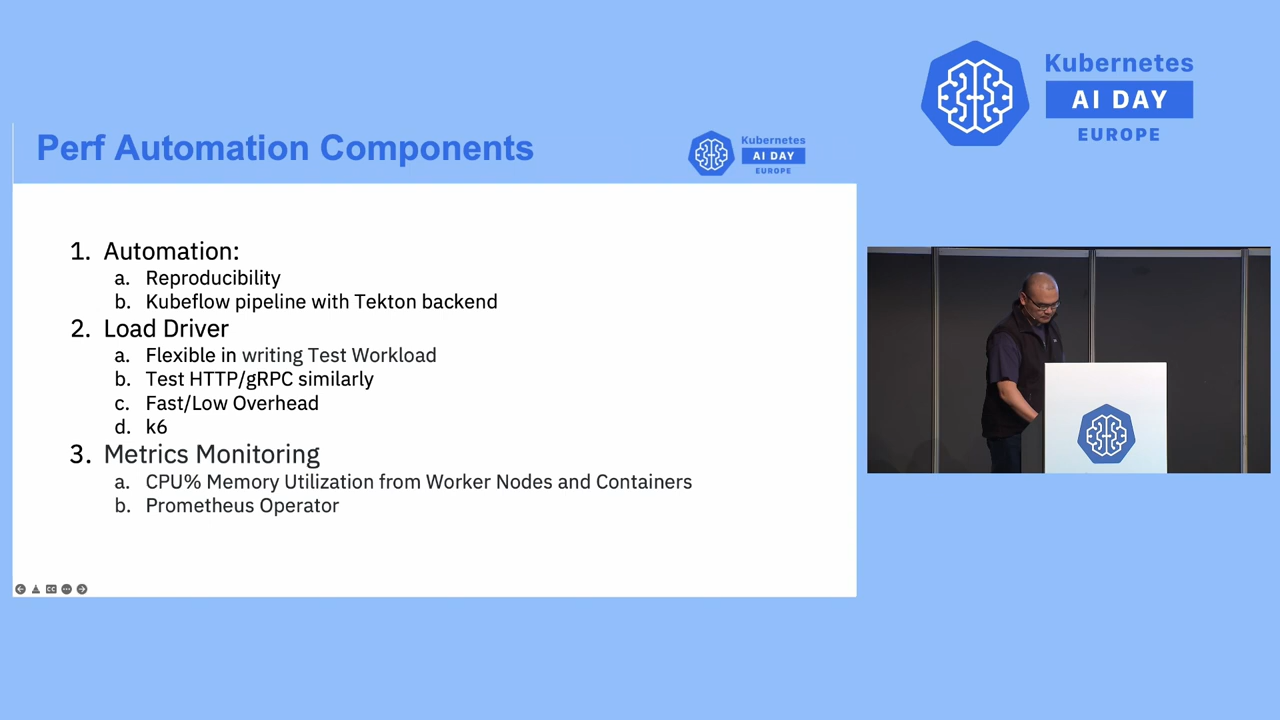 Kubernetes
AI DAY
EUROPE
Perf Automation Components
Kubernetes
AI DAY
EUROPE
1. Automation:
a. Reproducibility
b. Kubeflow pipeline with Tekton backend
2. Load Driver
a. Flexible in writing Test Workload
b. Test HTTP/gRPC similarly
c. Fast/Low Overhead
d. k6
3. Metrics Monitoring
a. CPU% Memory Utilization from Worker Nodes and Containers
b. Prometheus Operator
CC